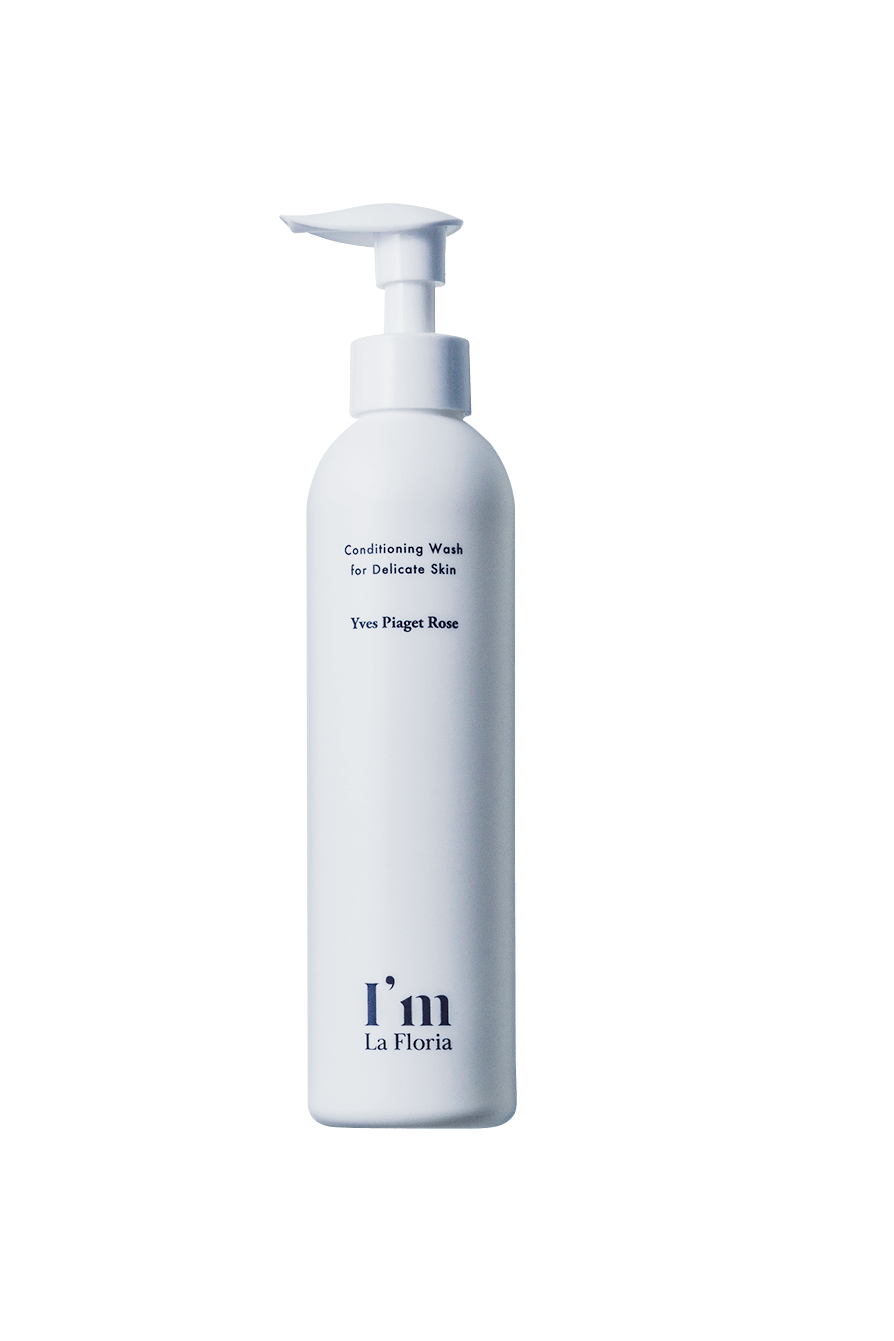 Conditioning Wash
for Delicate Skin
Yves Piaget Rose
I'm
La Floria